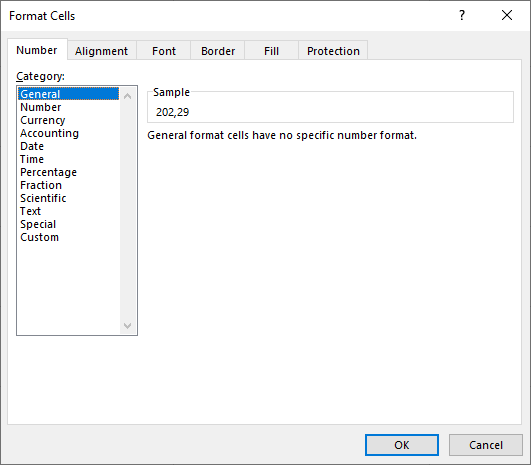 Format Cells
?
Number Alignment Font Border Fill Protection
Category:
General
Number
Currency
Accounting
Date
Time
Percentage
Fraction
Scientific
Text
Special
Custom
Sample
202,29
General format cells have no specific number format.
OK Cancel